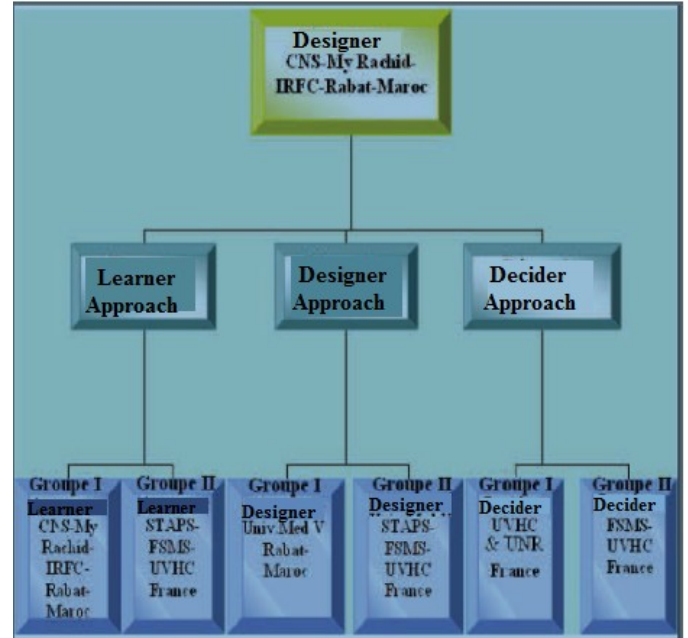 Designer
CNS-My Rachid-
IRFC-Rabat-Maroc
Learner
Approach
Designer
Approach
Decider
Approach
Groupe I
Learner
CNS-My
Rachid-
IRFC-
Rabat-
Maroc
Groupe II
Learner
STAPS-
FSMS-
UVHC
France
Groupe I
Designer
Univ.Med V
Rabat-
Maroc
Groupe II
Designer
STAPS-
FSMS-
UVHC
France
Groupe I
Decider
UVHC
& UNR
France
Groupe II
Decider
FSMS-
UVHC
France